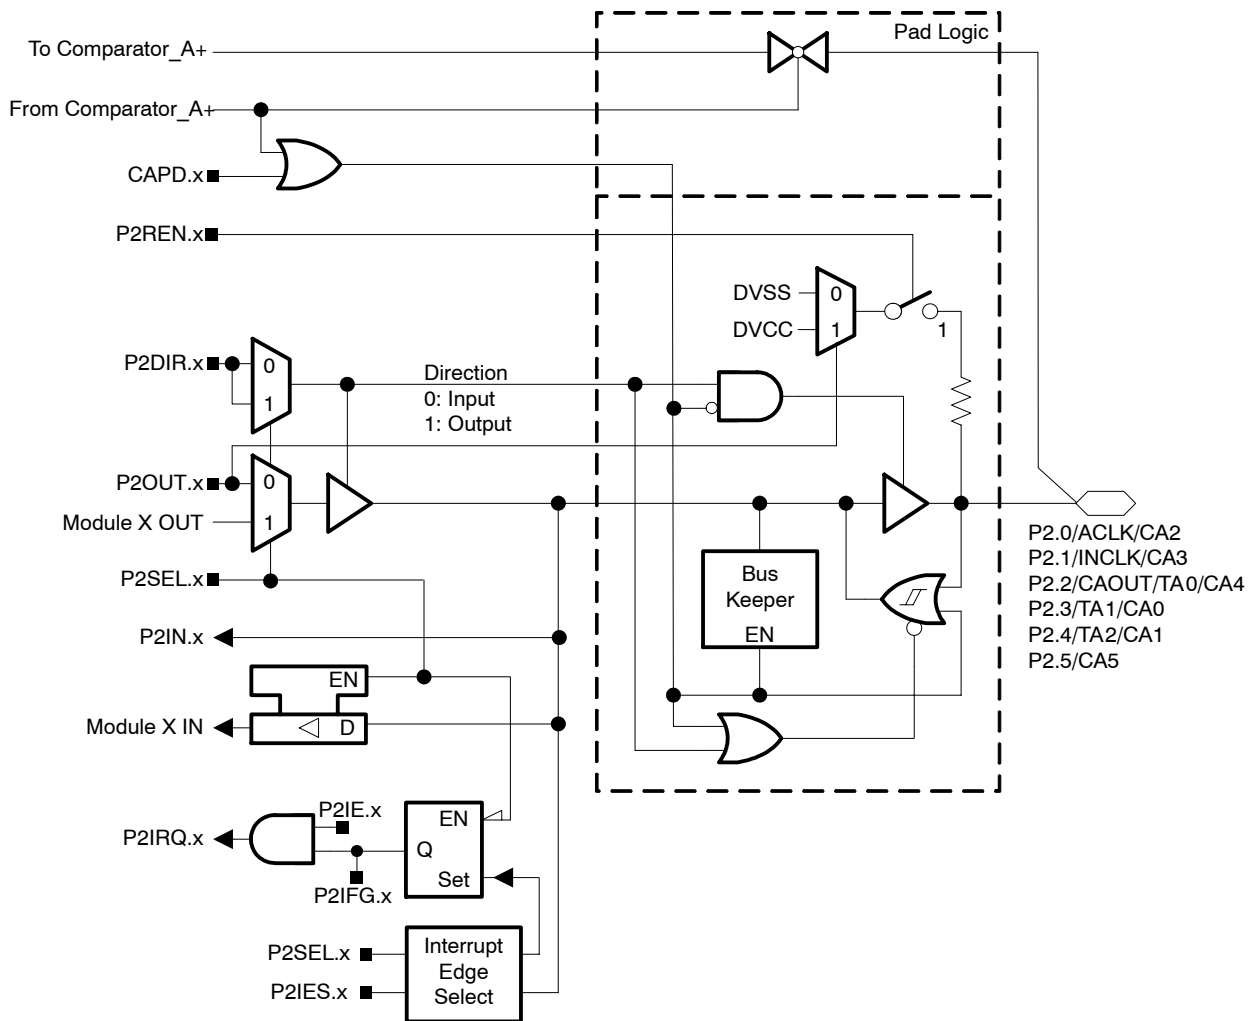 Pad Logic
To Comparator_A+
From Comparator_A+
CAPD.x
P2REN.x
DVSS
0
DVCC
1
1
P2DIR.x
0
1
Direction
0: Input
1: Output
P2OUT.x
0
Module X OUT
1
P2SEL.x
P2.0/ACLK/CA2
P2.1/INCLK/CA3
P2.2/CAOUT/TA0/CA4
P2.3/TA1/CA0
P2.4/TA2/CA1
P2.5/CA5
Bus
Keeper
EN
P2IN.x
EN
Module X IN
D
P2IE.x
P2IRQ.x
EN
Q
Set
P2IFG.x
P2SEL.x
P2IES.x
Interrupt
Edge
Select